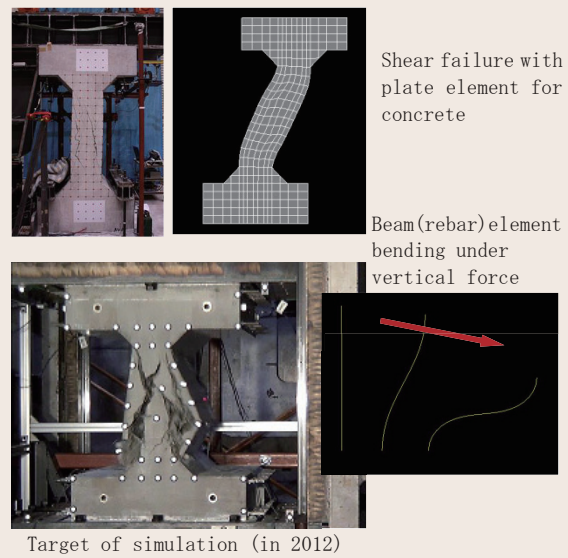 Shear failure with
plate element for
concrete
Beam(rebar)element
bending under
vertical force
Target of simulation (in 2012)